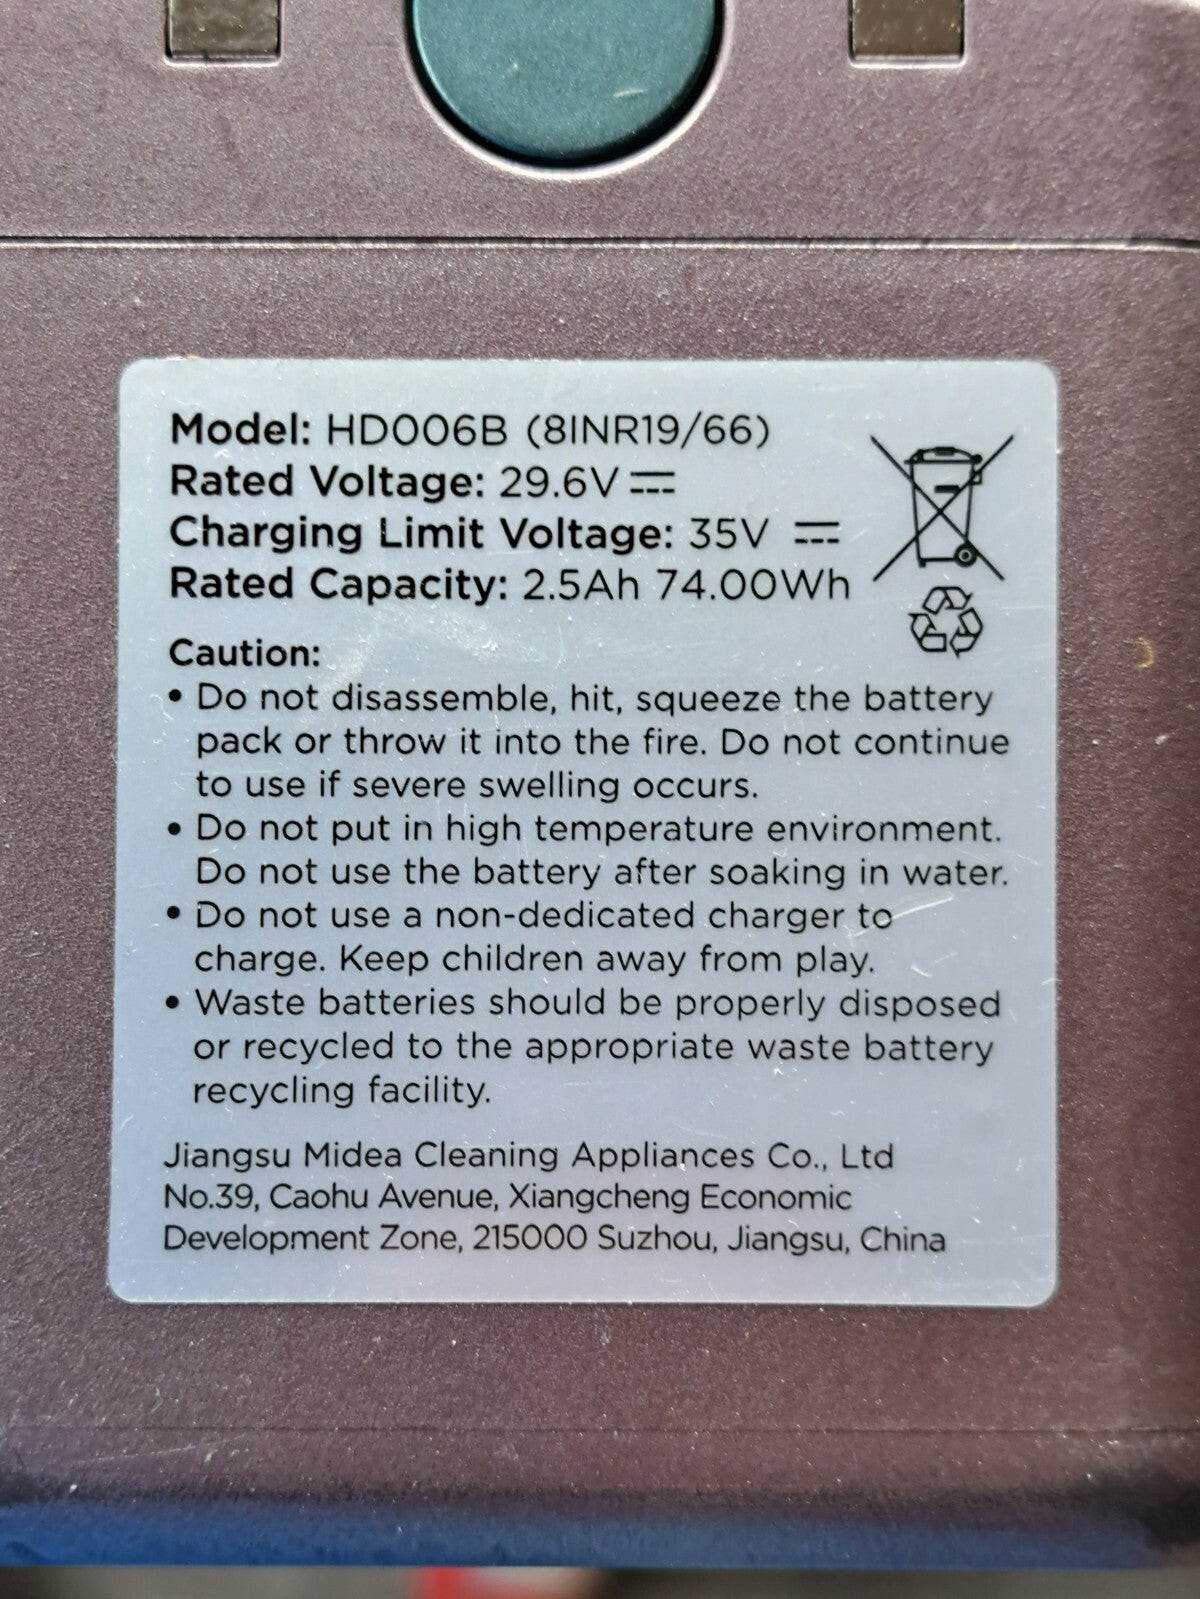 Model: HD006B (8INR19/66)
Rated Voltage: 29.6V
Charging Limit Voltage: 35V
Rated Capacity: 2.5Ah 74.00Wh
Caution:
• Do not disassemble, hit, squeeze the battery
pack or throw it into the fire. Do not continue
to use if severe swelling occurs.
• Do not put in high temperature environment.
Do not use the battery after soaking in water.
• Do not use a non-dedicated charger to
charge. Keep children away from play.
• Waste batteries should be properly disposed
or recycled to the appropriate waste battery
recycling facility.
Jiangsu Midea Cleaning Appliances Co., Ltd
No.39, Caohu Avenue, Xiangcheng Economic
Development Zone, 215000 Suzhou, Jiangsu, China